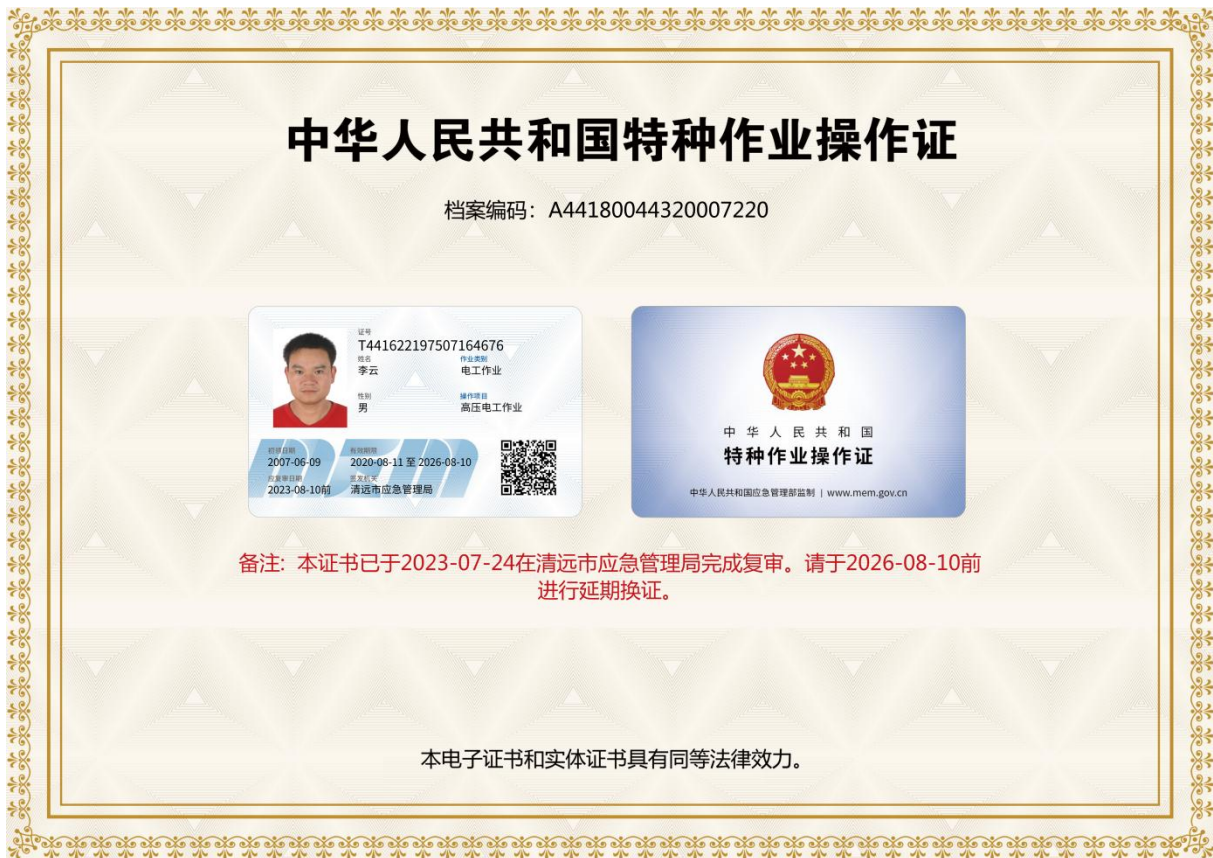 中华人民共和国特种作业操作证
档案编码：A44180044320007220
证号
T441622197507164676
姓名
李云
作业类别
电工作业
性别
男
操作项目
高压电工作业
初领日期
2007-06-09
有效期限
2020-08-11 至 2026-08-10
应复审日期
2023-08-10前
签发机关
清远市应急管理局
中华人民共和国
特种作业操作证
中华人民共和国应急管理部监制 | www.mem.gov.cn
备注: 本证书已于2023-07-24在清远市应急管理局完成复审。请于2026-08-10前
进行延期换证。
本电子证书和实体证书具有同等法律效力。